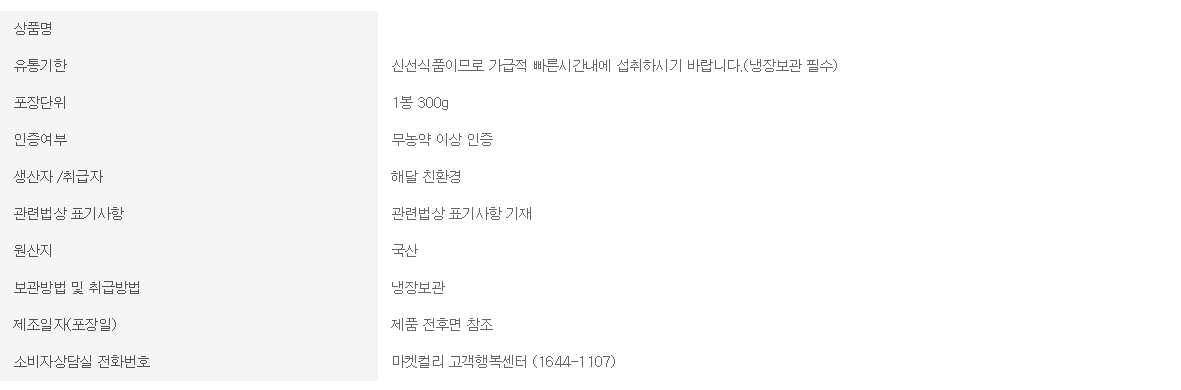 상품명
유통기한 신선식품이므로 가급적 빠른시간내에 섭취하시기 바랍니다.(냉장보관 필수)
포장단위 1봉 300g
인증여부 무농약 이상 인증
생산자 /취급자 해달 친환경
관련법상 표기사항 관련법상 표기사항 기재
원산지 국산
보관방법 및 취급방법 냉장보관
제조일자(포장일) 제품 전후면 참조
소비자상담실 전화번호 마켓컬리 고객행복센터 (1644-1107)